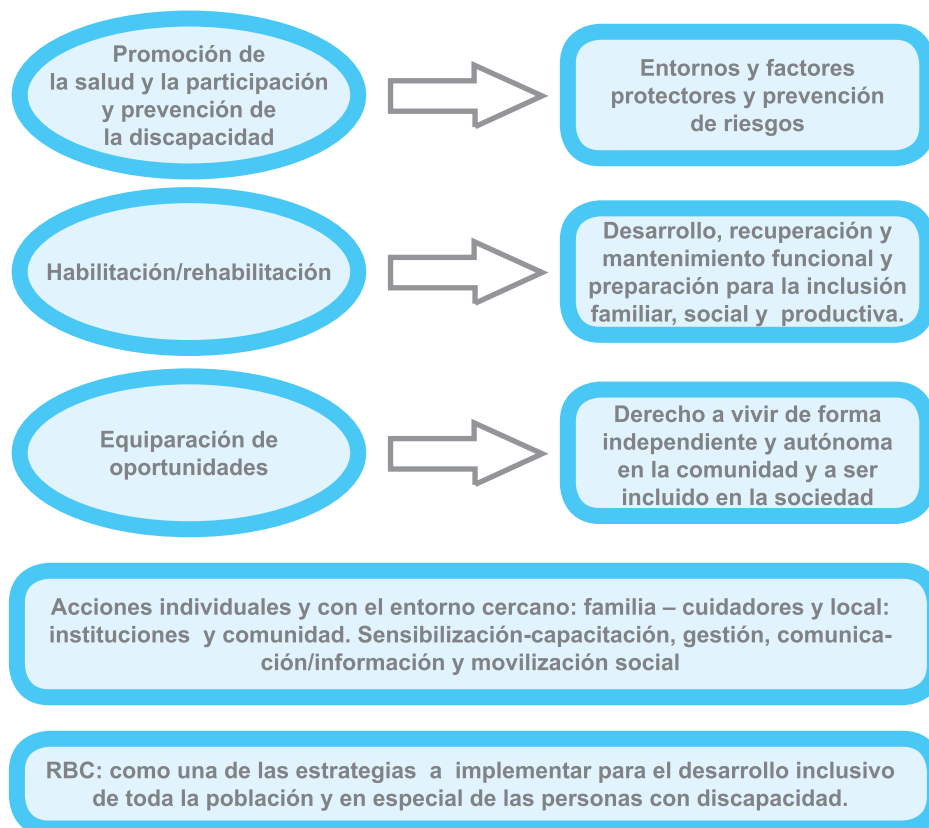 Promoción de
la salud y la participación
y prevención de
la discapacidad
Entornos y factores
protectores y prevención
de riesgos
Habilitación/rehabilitación
Desarrollo, recuperación y
mantenimiento funcional y
preparación para la inclusión
familiar, social y productiva.
Equiparación de
oportunidades
Derecho a vivir de forma
independiente y autónoma
en la comunidad y a ser
incluido en la sociedad
Acciones individuales y con el entorno cercano: familia – cuidadores y local:
instituciones y comunidad. Sensibilización-capacitación, gestión, comunica-
ción/información y movilización social
RBC: como una de las estrategias a implementar para el desarrollo inclusivo
de toda la población y en especial de las personas con discapacidad.